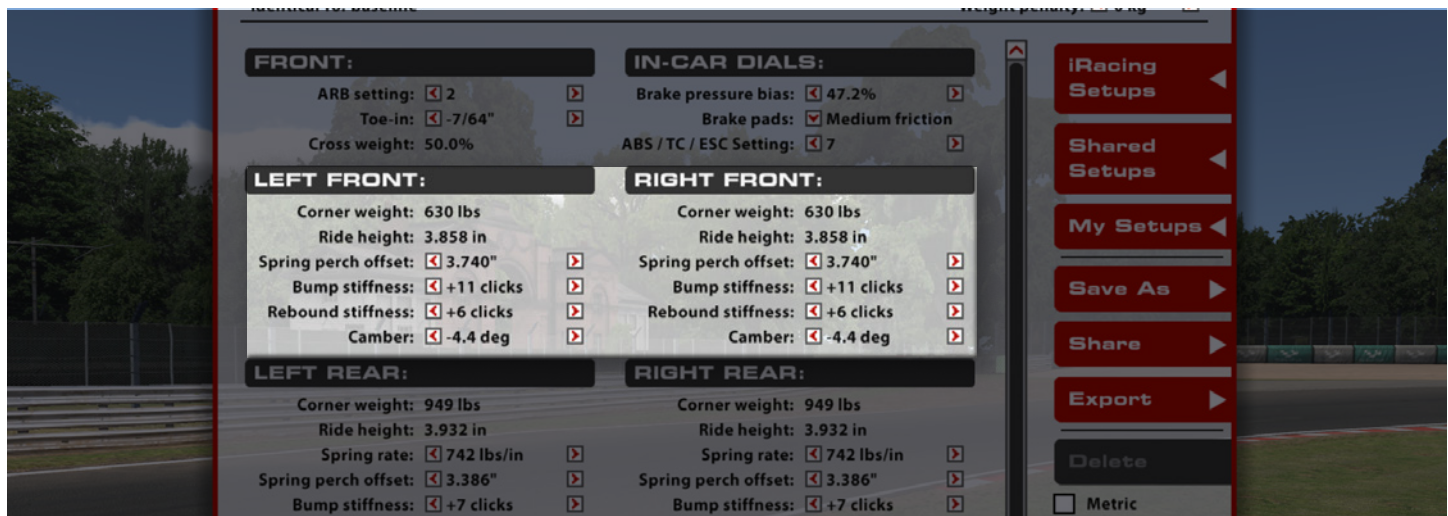 Identical to: Baseline
Weight penalty: 0 kg
FRONT:
ARB setting: 2
Toe-in: -7/64"
Cross weight: 50.0%
IN-CAR DIALS:
Brake pressure bias: 47.2%
Brake pads: Medium friction
ABS / TC / ESC Setting: 7
LEFT FRONT:
Corner weight: 630 lbs
Ride height: 3.858 in
Spring perch offset: 3.740"
Bump stiffness: +11 clicks
Rebound stiffness: +6 clicks
Camber: -4.4 deg
RIGHT FRONT:
Corner weight: 630 lbs
Ride height: 3.858 in
Spring perch offset: 3.740"
Bump stiffness: +11 clicks
Rebound stiffness: +6 clicks
Camber: -4.4 deg
LEFT REAR:
Corner weight: 949 lbs
Ride height: 3.932 in
Spring rate: 742 lbs/in
Spring perch offset: 3.386"
Bump stiffness: +7 clicks
RIGHT REAR:
Corner weight: 949 lbs
Ride height: 3.932 in
Spring rate: 742 lbs/in
Spring perch offset: 3.386"
Bump stiffness: +7 clicks
iRacing
Setups
Shared
Setups
My Setups
Save As
Share
Export
Delete
Metric